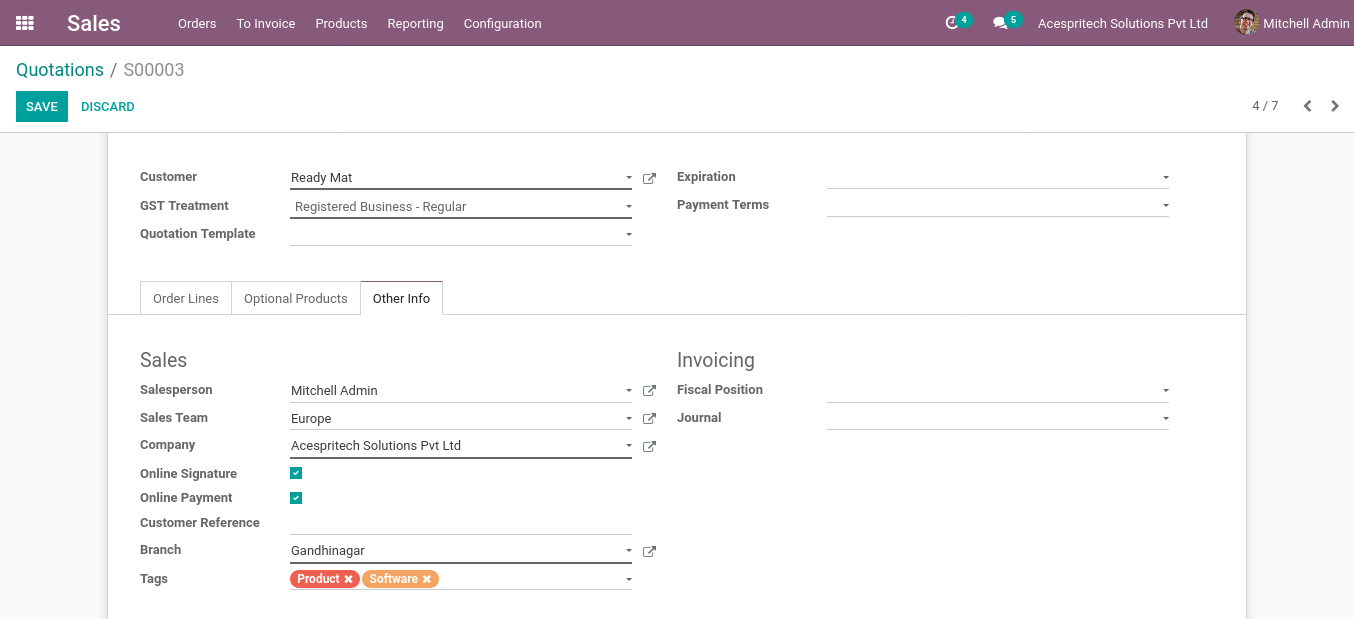 Sales Orders To Invoice Products Reporting Configuration 4 5 Acespritech Solutions Pvt Ltd Mitchell Admin
Quotations / S00003
SAVE DISCARD 4 / 7
Customer Ready Mat Expiration
GST Treatment Registered Business - Regular Payment Terms
Quotation Template
Order Lines Optional Products Other Info
Sales Invoicing
Salesperson Mitchell Admin Fiscal Position
Sales Team Europe Journal
Company Acespritech Solutions Pvt Ltd
Online Signature
Online Payment
Customer Reference
Branch Gandhinagar
Tags Product Software